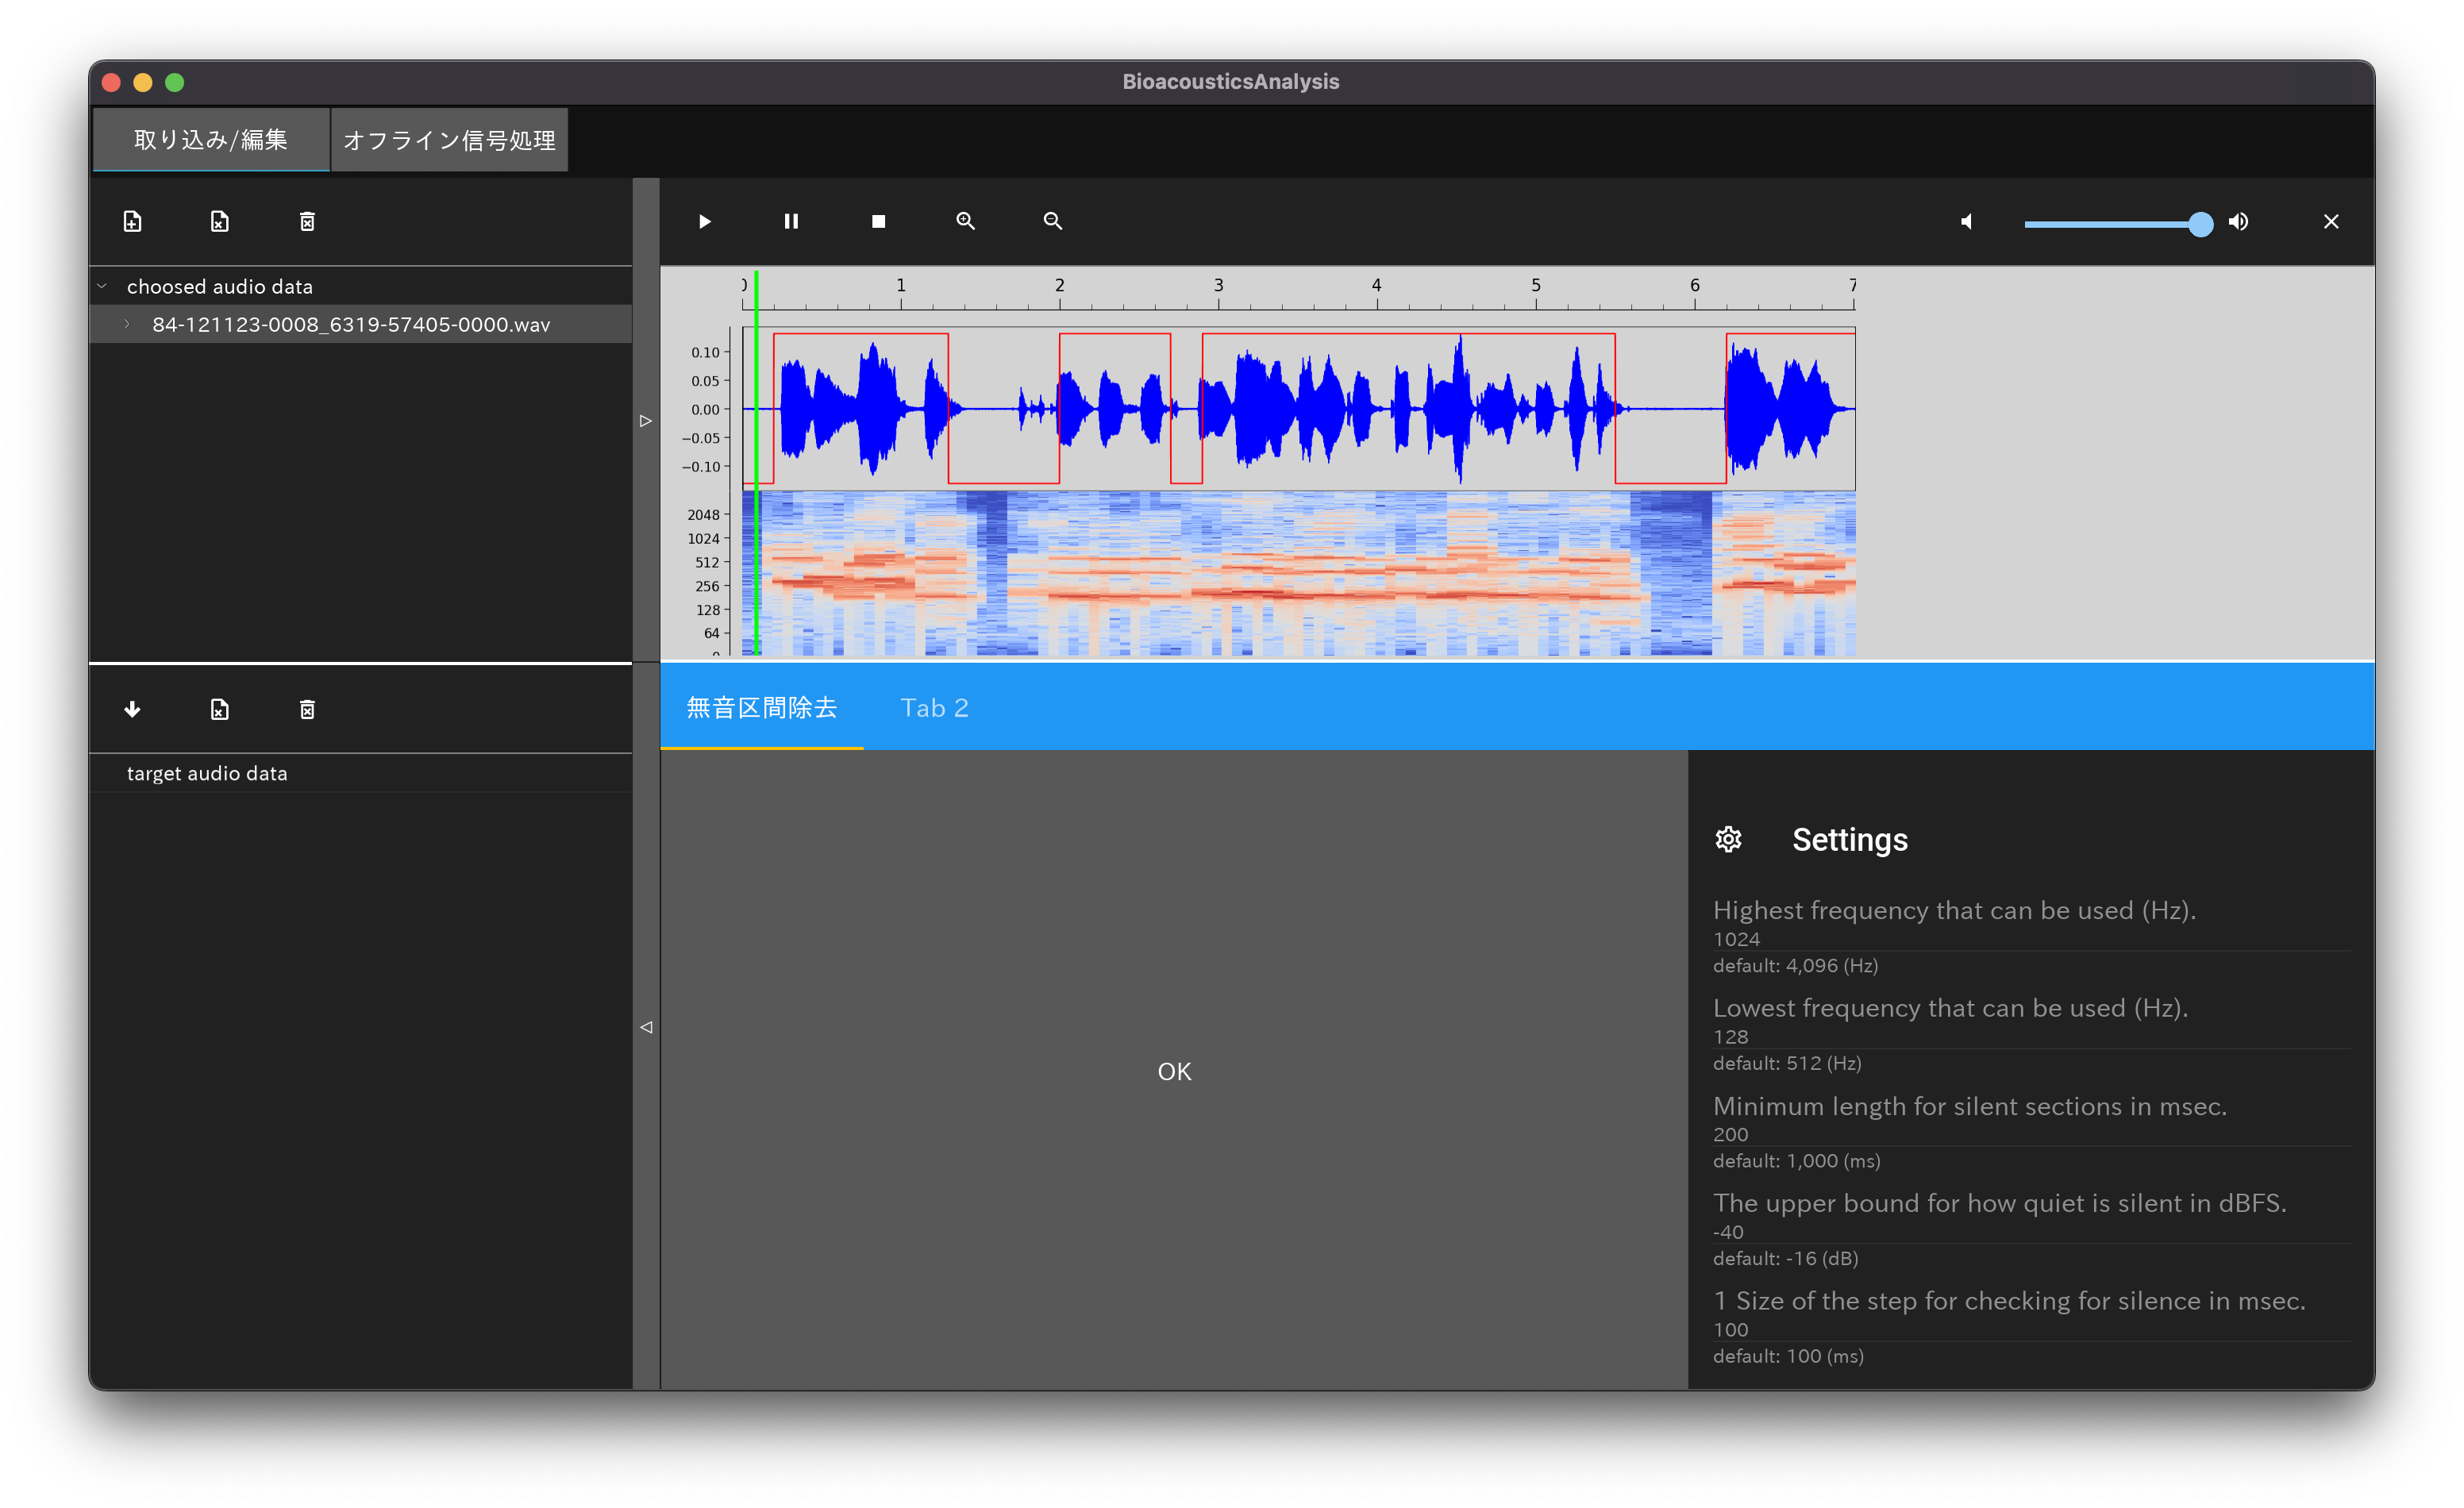 BioacousticsAnalysis
取り込み/編集 オフライン信号処理
choosed audio data
84-121123-0008_6319-57405-0000.wav
0 1 2 3 4 5 6 7
0.10
0.05
0.00
−0.05
−0.10
2048
1024
512
256
128
64
0
無音区間除去 Tab 2
target audio data
OK
Settings
Highest frequency that can be used (Hz).
1024
default: 4,096 (Hz)
Lowest frequency that can be used (Hz).
128
default: 512 (Hz)
Minimum length for silent sections in msec.
200
default: 1,000 (ms)
The upper bound for how quiet is silent in dBFS.
-40
default: -16 (dB)
1 Size of the step for checking for silence in msec.
100
default: 100 (ms)